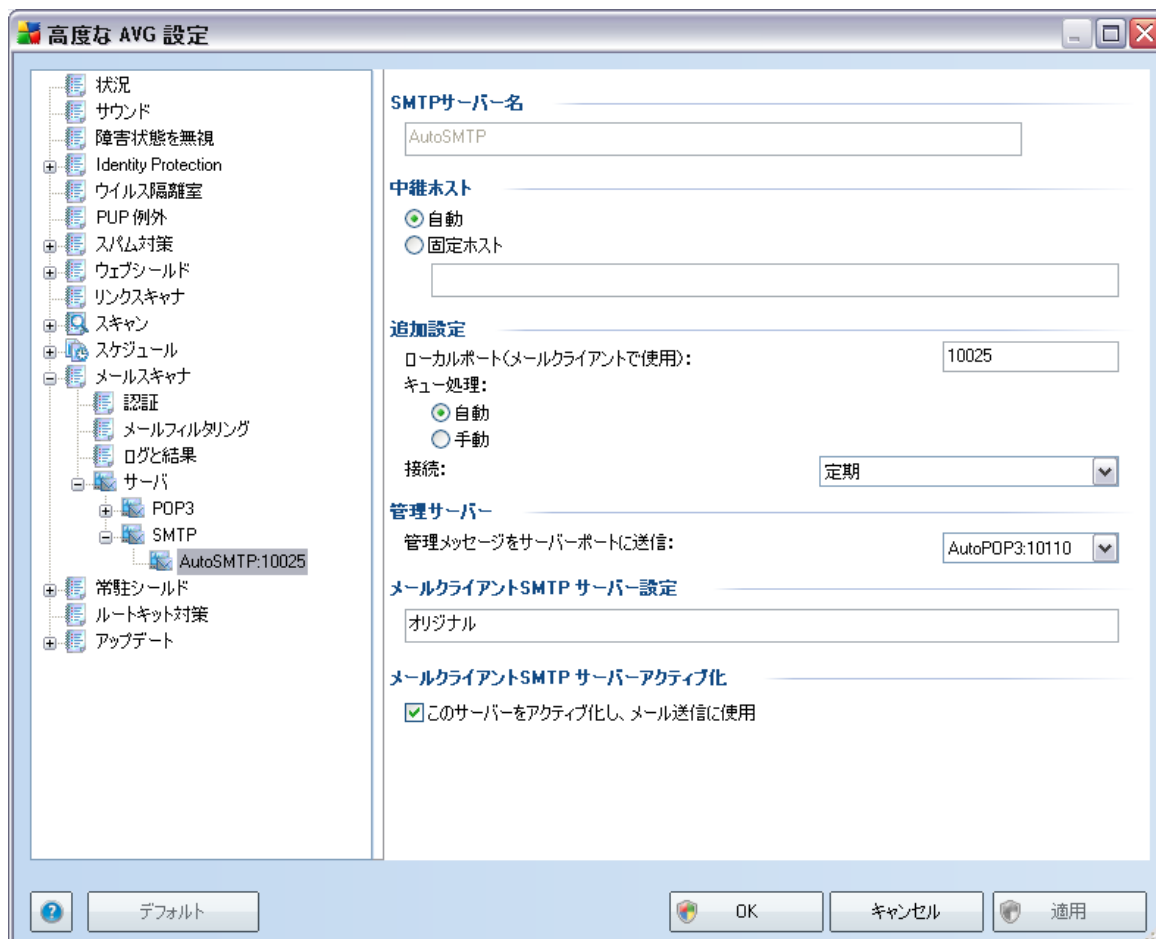 高度な AVG 設定
状況
サウンド
障害状態を無視
Identity Protection
ウイルス隔離室
PUP 例外
スパム対策
ウェブシールド
リンクスキャナ
スキャン
スケジュール
メールスキャナ
認証
メールフィルタリング
ログと結果
サーバ
POP3
SMTP
AutoSMTP:10025
常駐シールド
ルートキット対策
アップデート
SMTPサーバー名
AutoSMTP
中継ホスト
自動
固定ホスト
追加設定
ローカルポート(メールクライアントで使用):
10025
キュー処理:
自動
手動
接続:
定期
管理サーバー
管理メッセージをサーバーポートに送信:
AutoPOP3:10110
メールクライアントSMTP サーバー設定
オリジナル
メールクライアントSMTP サーバーアクティブ化
このサーバーをアクティブ化し、メール送信に使用
?
デフォルト
OK
キャンセル
適用